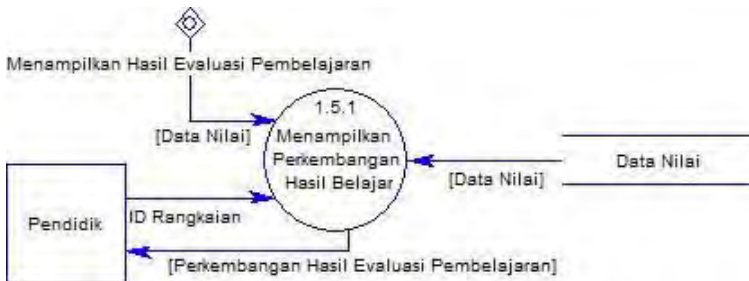 Menampilkan Hasil Evaluasi Pembelajaran
1.5.1
Menampilkan
Perkembangan
Hasil Belajar
[Data Nilai]
Data Nilai
[Data Nilai]
Pendidik
ID Rangkaian
[Perkembangan Hasil Evaluasi Pembelajaran]